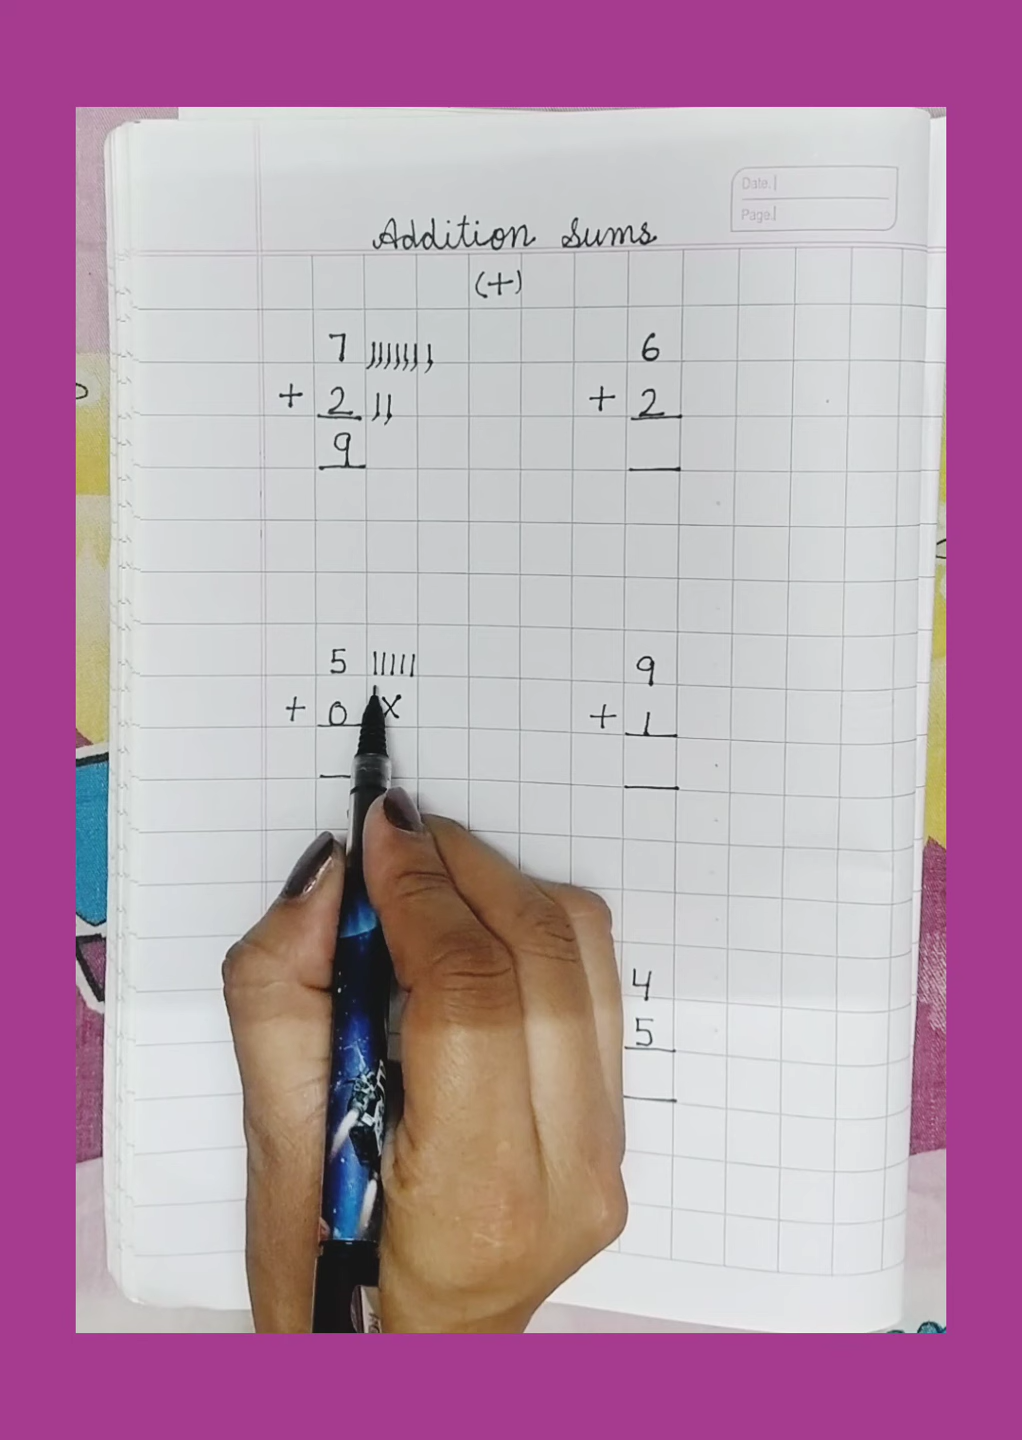 Date.
Page.
Addition Sums
(+)
7
+ 2
9
6
+ 2
5
+ 0 x
9
+ 1
4
5